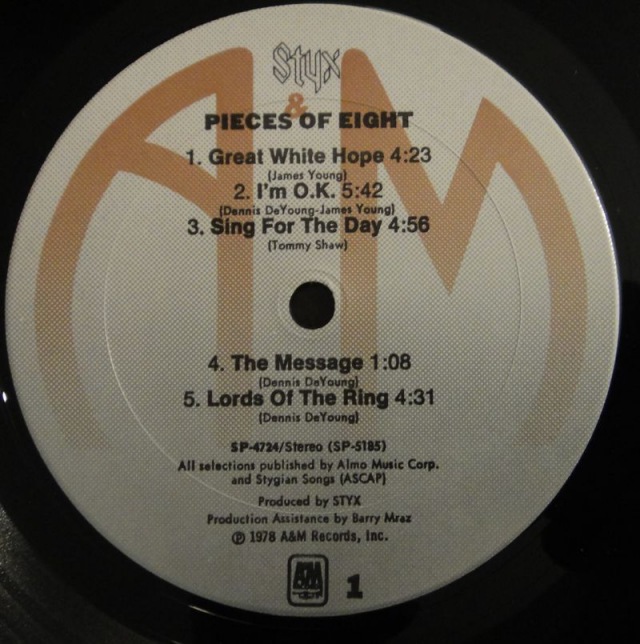 Styx
&
PIECES OF EIGHT
1. Great White Hope 4:23
(James Young)
2. I'm O.K. 5:42
(Dennis DeYoung-James Young)
3. Sing For The Day 4:56
(Tommy Shaw)
4. The Message 1:08
(Dennis DeYoung)
5. Lords Of The Ring 4:31
(Dennis DeYoung)
SP-4724/Stereo (SP-5185)
All selections published by Almo Music Corp.
and Stygian Songs (ASCAP)
Produced by STYX
Production Assistance by Barry Mraz
℗ 1978 A&M Records, Inc.
A&M 1